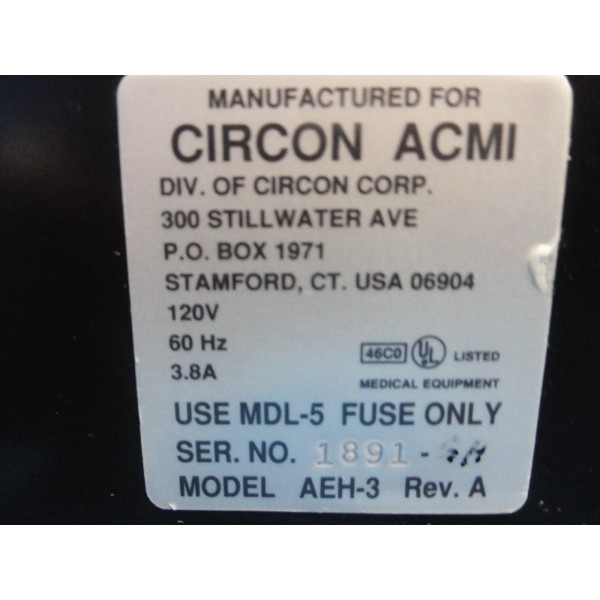 MANUFACTURED FOR
CIRCON ACMI
DIV. OF CIRCON CORP.
300 STILLWATER AVE
P.O. BOX 1971
STAMFORD, CT. USA 06904
120V
60 Hz
3.8A
46C0 UL LISTED
MEDICAL EQUIPMENT
USE MDL-5 FUSE ONLY
SER. NO. 1891 -
MODEL AEH-3 Rev. A